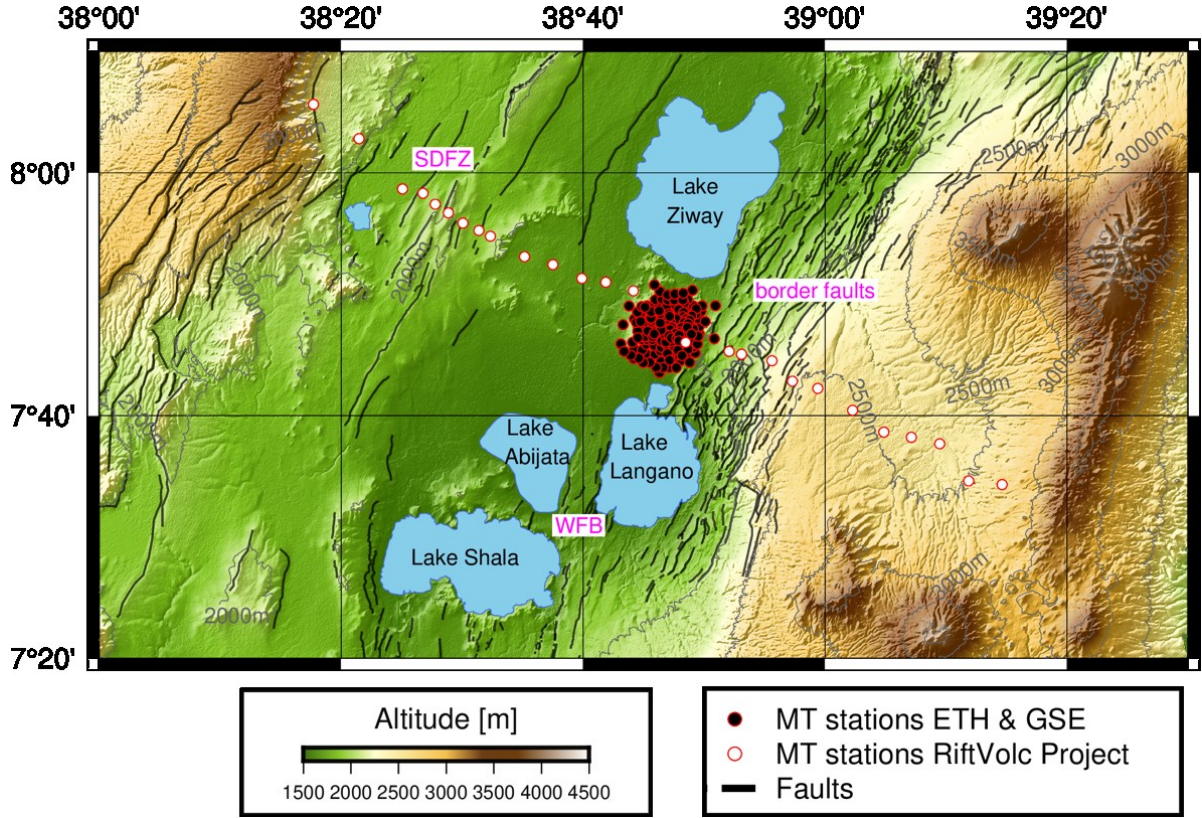 38°00' 38°20' 38°40' 39°00' 39°20'
8°00'
7°40'
7°20'
3000m
2500m
3000m
SDFZ
Lake
Ziway
2000m
2000m
3500m
border faults
3000m
2500m
2500m
Lake
Abijata
Lake
Langano
WFB
Lake Shala
2000m
3000m
Altitude [m]
1500 2000 2500 3000 3500 4000 4500
MT stations ETH & GSE
MT stations RiftVolc Project
Faults